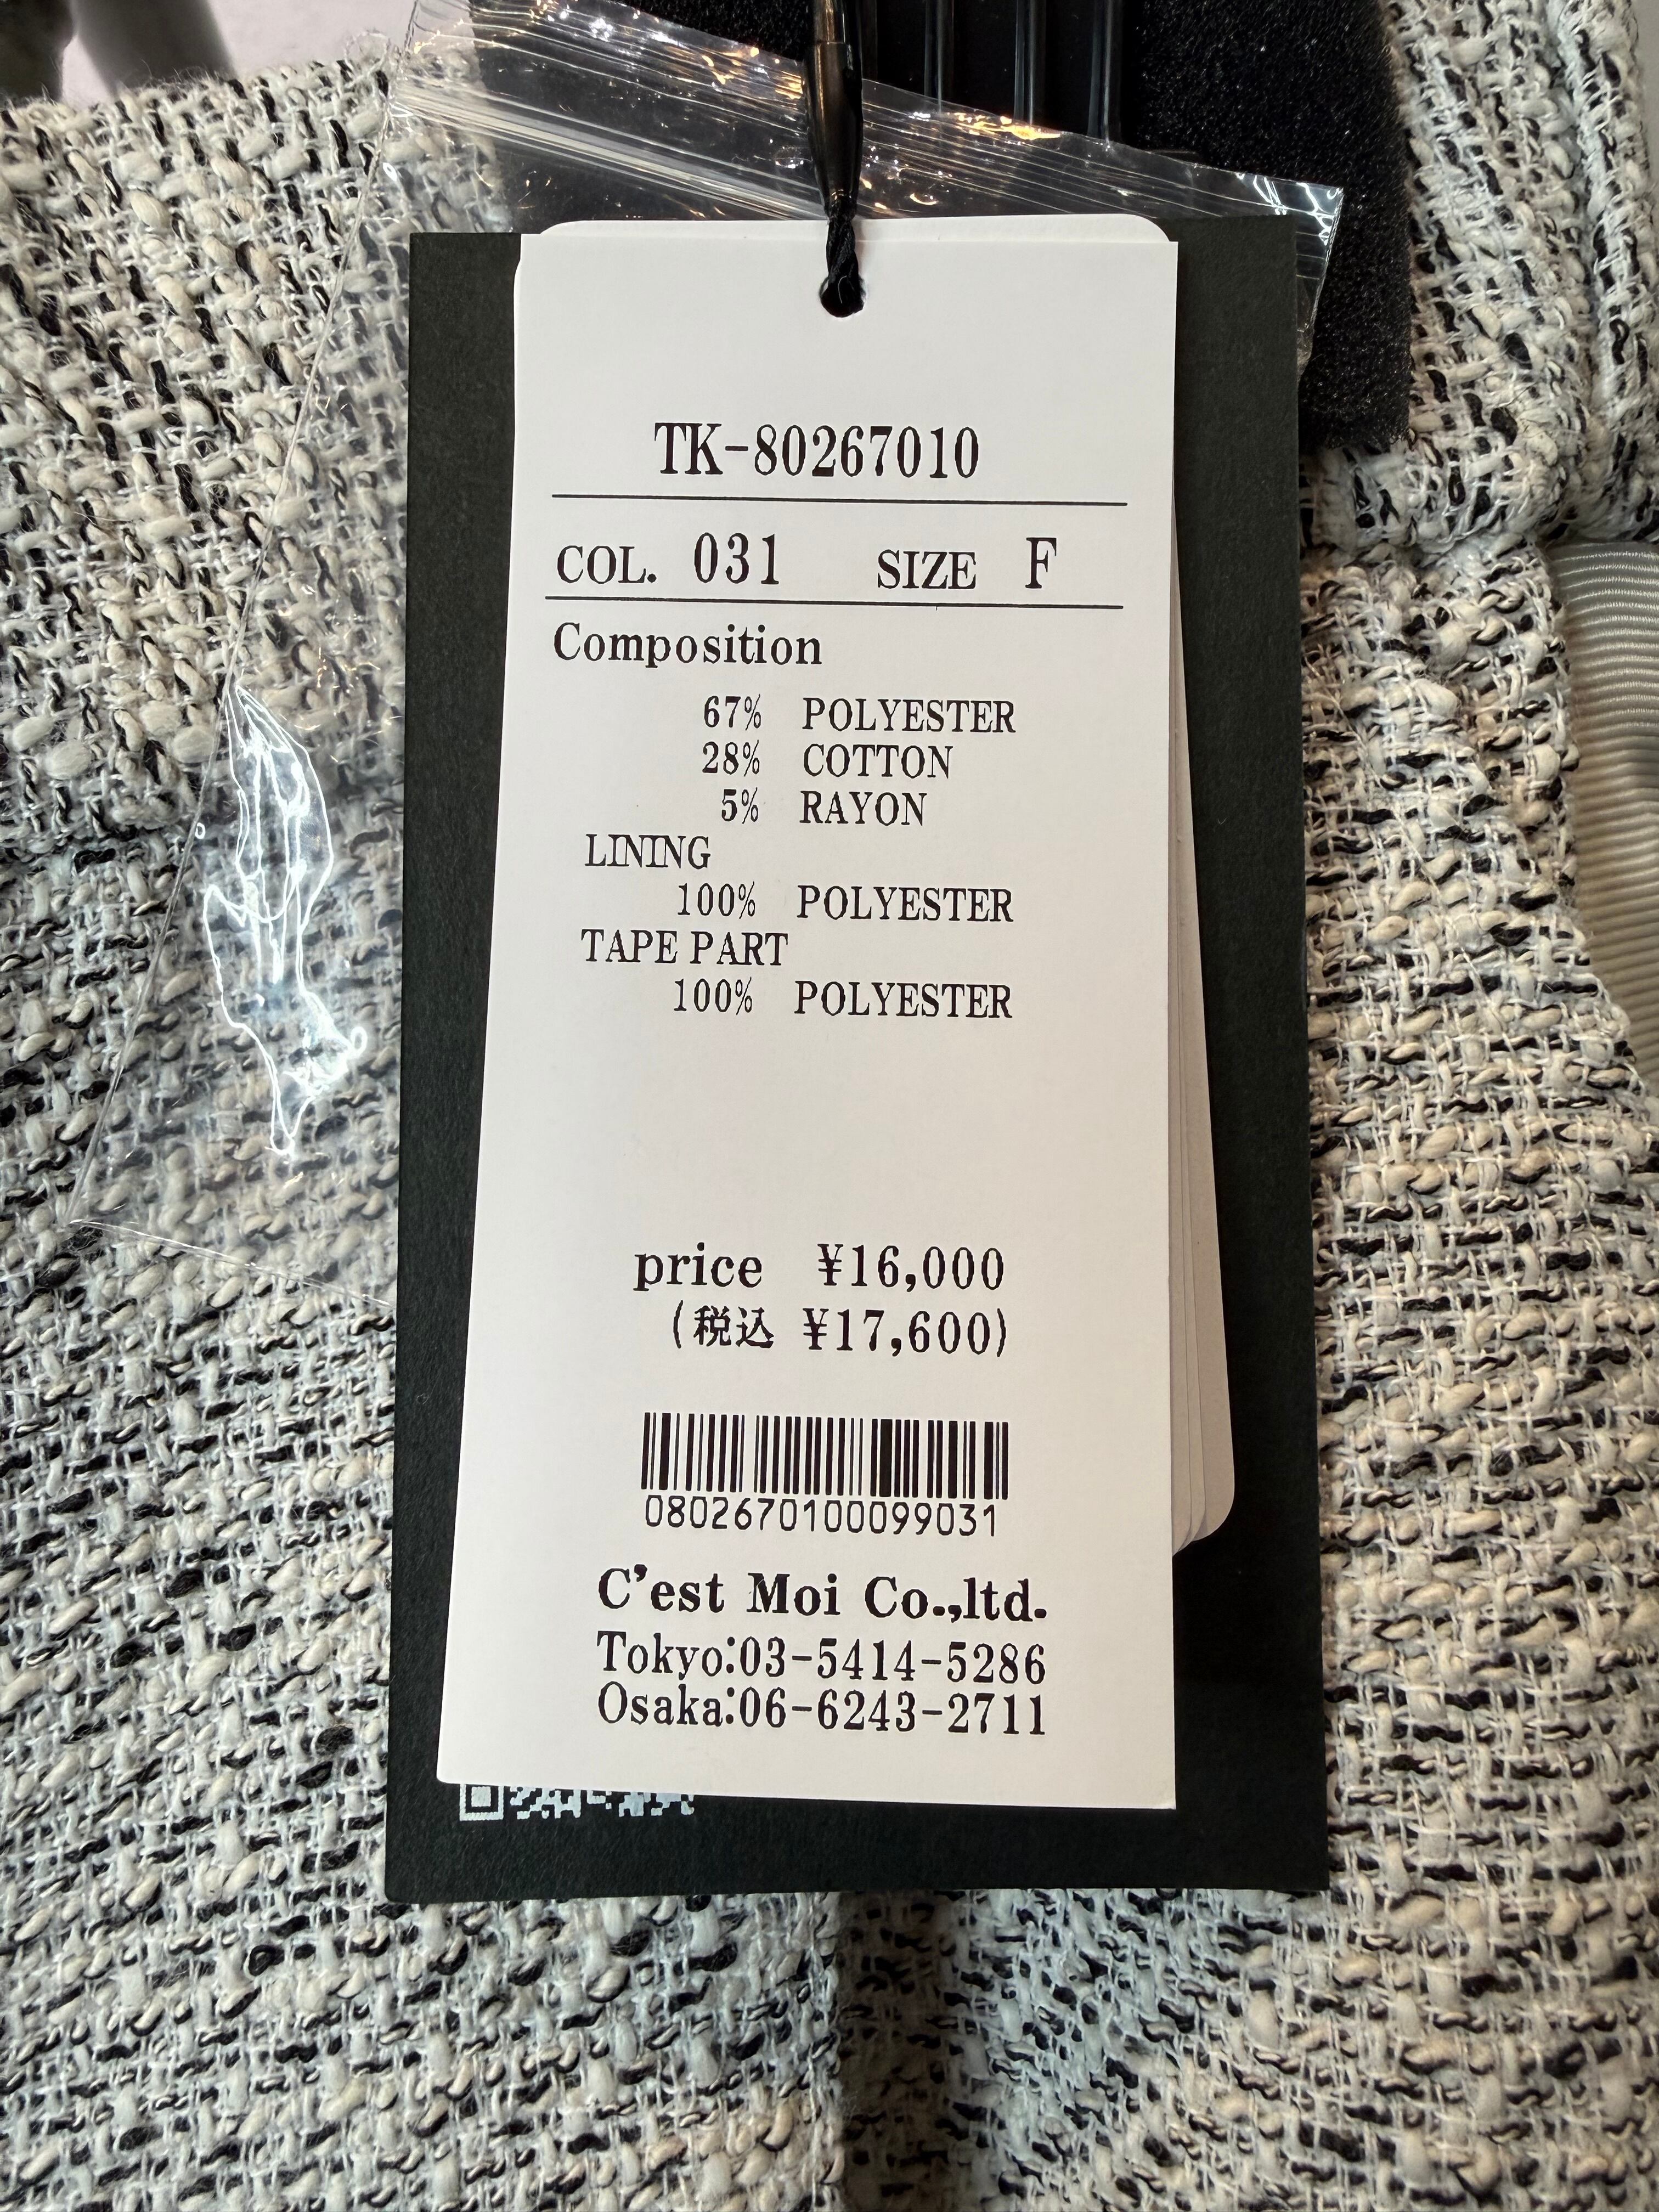 TK-80267010
COL. 031 SIZE F
Composition
67% POLYESTER
28% COTTON
5% RAYON
LINING
100% POLYESTER
TAPE PART
100% POLYESTER
price ¥16,000
(税込 ¥17,600)
0802670100099031
C'est Moi Co.,ltd.
Tokyo:03-5414-5286
Osaka:06-6243-2711